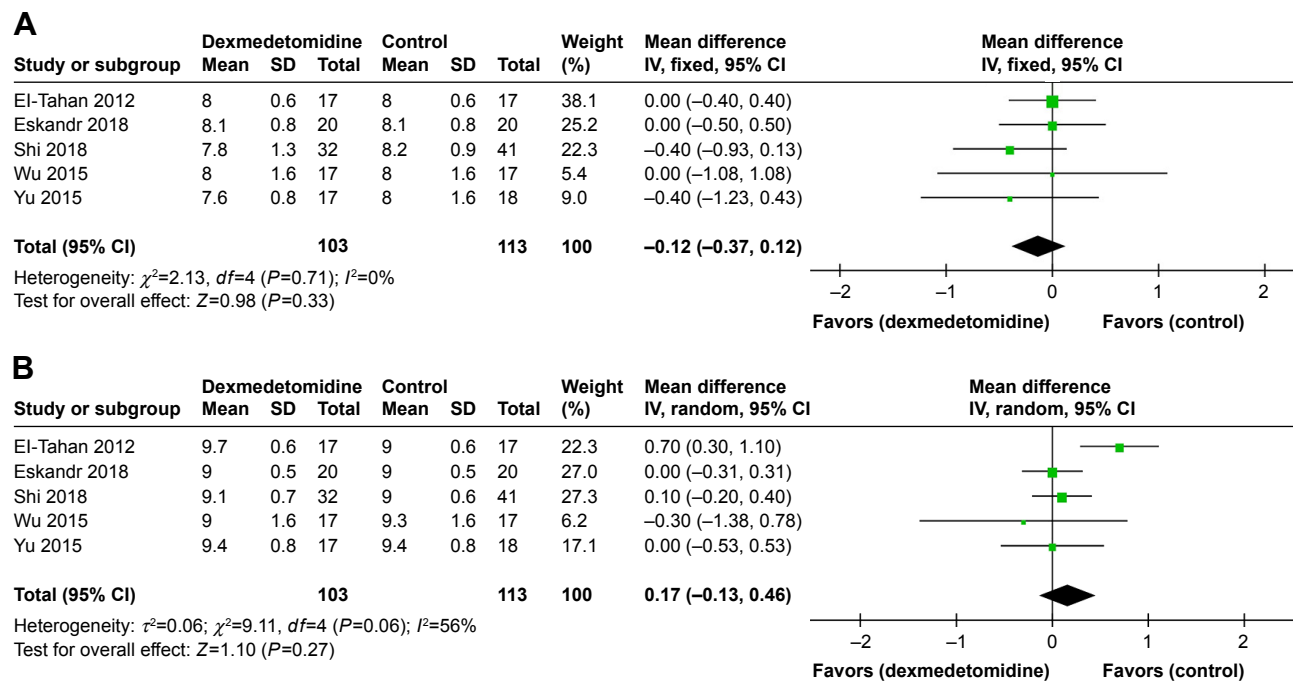 A
Dexmedetomidine Control Weight Mean difference Mean difference
Study or subgroup Mean SD Total Mean SD Total (%) IV, fixed, 95% CI IV, fixed, 95% CI
El-Tahan 2012 8 0.6 17 8 0.6 17 38.1 0.00 (–0.40, 0.40)
Eskandr 2018 8.1 0.8 20 8.1 0.8 20 25.2 0.00 (–0.50, 0.50)
Shi 2018 7.8 1.3 32 8.2 0.9 41 22.3 –0.40 (–0.93, 0.13)
Wu 2015 8 1.6 17 8 1.6 17 5.4 0.00 (–1.08, 1.08)
Yu 2015 7.6 0.8 17 8 1.6 18 9.0 –0.40 (–1.23, 0.43)
Total (95% CI) 103 113 100 –0.12 (–0.37, 0.12)
Heterogeneity: χ²=2.13, df=4 (P=0.71); I²=0%
Test for overall effect: Z=0.98 (P=0.33)
–2 –1 0 1 2
Favors (dexmedetomidine) Favors (control)
B
Dexmedetomidine Control Weight Mean difference Mean difference
Study or subgroup Mean SD Total Mean SD Total (%) IV, random, 95% CI IV, random, 95% CI
El-Tahan 2012 9.7 0.6 17 9 0.6 17 22.3 0.70 (0.30, 1.10)
Eskandr 2018 9 0.5 20 9 0.5 20 27.0 0.00 (–0.31, 0.31)
Shi 2018 9.1 0.7 32 9 0.6 41 27.3 0.10 (–0.20, 0.40)
Wu 2015 9 1.6 17 9.3 1.6 17 6.2 –0.30 (–1.38, 0.78)
Yu 2015 9.4 0.8 17 9.4 0.8 18 17.1 0.00 (–0.53, 0.53)
Total (95% CI) 103 113 100 0.17 (–0.13, 0.46)
Heterogeneity: τ²=0.06; χ²=9.11, df=4 (P=0.06); I²=56%
Test for overall effect: Z=1.10 (P=0.27)
–2 –1 0 1 2
Favors (dexmedetomidine) Favors (control)